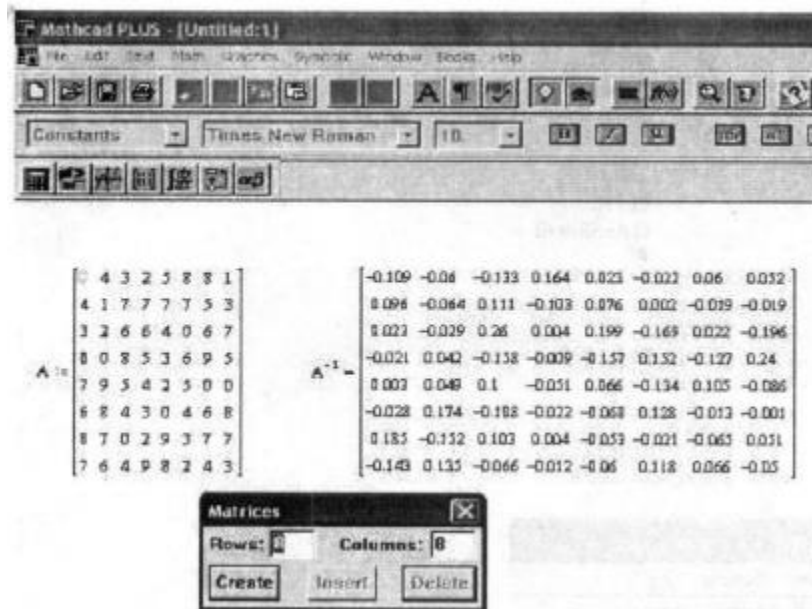 Mathcad PLUS - [Untitled:1]
File Edit Text Math Graphics Symbolic Window Books Help
Constants Times New Roman 10
4 3 2 5 8 8 1
4 1 7 7 7 7 5 3
3 2 6 6 4 0 6 7
8 0 8 5 3 6 9 5
A :=
7 9 5 4 2 5 0 0
6 8 4 3 0 4 6 8
8 7 0 2 9 3 7 7
7 6 4 9 8 2 4 3
A⁻¹ =
-0.109 -0.06 -0.133 0.164 0.023 -0.022 0.06 0.052
0.096 -0.064 0.111 -0.103 0.076 0.002 -0.019 -0.019
0.023 -0.029 0.26 0.004 0.199 -0.169 0.022 -0.196
-0.021 0.042 -0.158 -0.009 -0.157 0.152 -0.127 0.24
0.003 0.049 0.1 -0.051 0.066 -0.134 0.105 -0.086
-0.028 0.174 -0.188 -0.022 -0.068 0.128 -0.013 -0.001
0.185 -0.152 0.103 0.004 -0.053 -0.021 -0.065 0.051
-0.143 0.135 -0.066 -0.012 -0.06 0.118 0.066 -0.05
Matrices
Rows: Columns: 8
Create Insert Delete